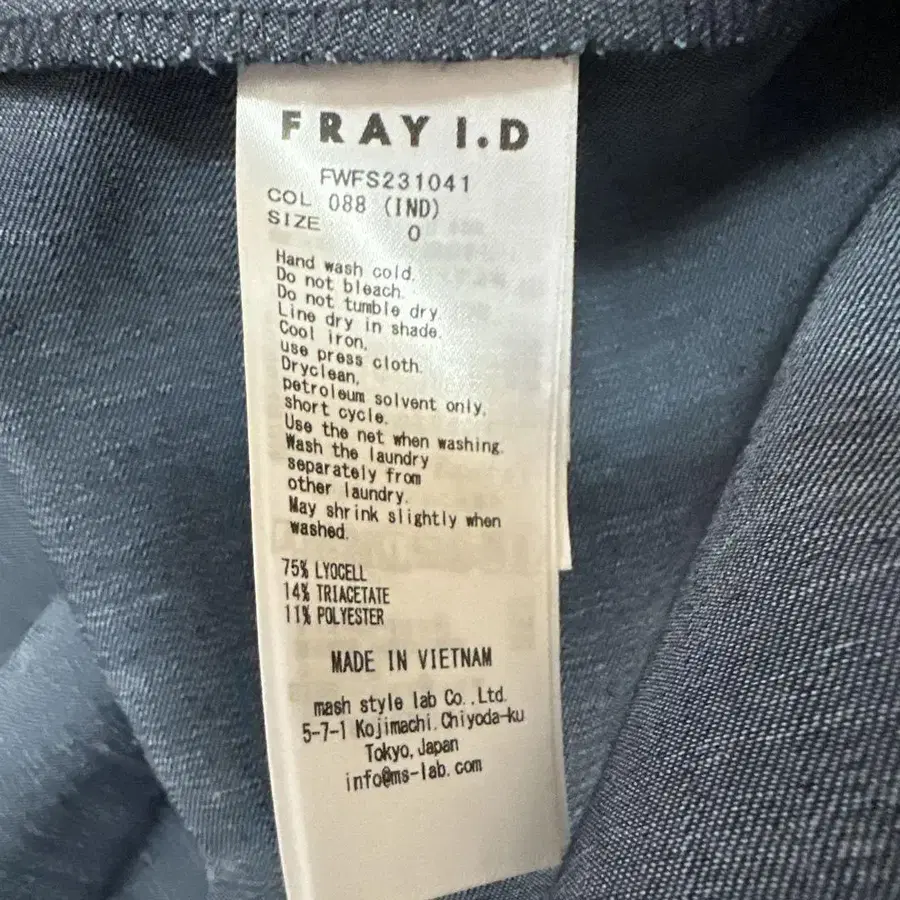 FRAY I.D
FWFS231041
COL 088 (IND)
SIZE 0
Hand wash cold.
Do not bleach.
Do not tumble dry.
Line dry in shade.
Cool iron,
use press cloth.
Dryclean,
petroleum solvent only,
short cycle.
Use the net when washing.
Wash the laundry
separately from
other laundry.
May shrink slightly when
washed.
75% LYOCELL
14% TRIACETATE
11% POLYESTER
MADE IN VIETNAM
mash style lab Co.,Ltd.
5-7-1 Kojimachi.Chiyoda-ku
Tokyo,Japan
info@ms-lab.com